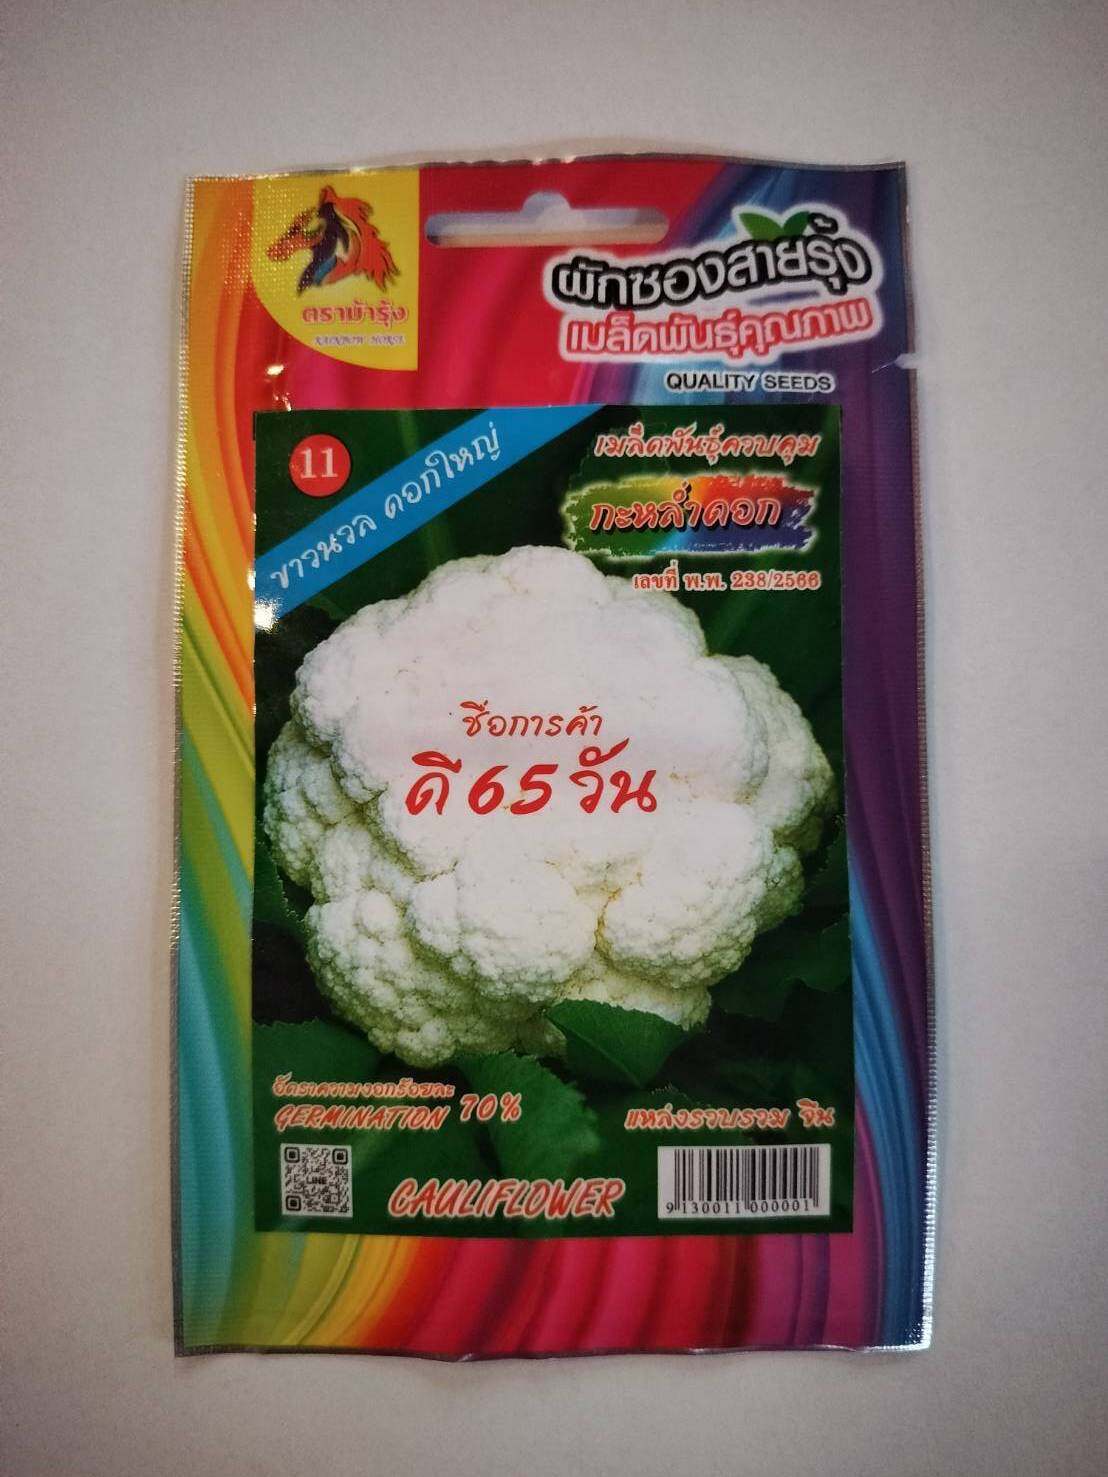 ตราม้ารุ้ง
RAINBOW HORSE
ผักซองสายรุ้ง
เมล็ดพันธุ์คุณภาพ
QUALITY SEEDS
11
ขาวนวล ดอกใหญ่
เมล็ดพันธุ์ควบคุม
กะหล่ำดอก
เลขที่ พ.พ. 238/2566
ชื่อการค้า
ดี 65 วัน
อัตราความงอกร้อยละ
GERMINATION 70%
แหล่งรวบรวม จีน
LINE
CAULIFLOWER
9 130011 000001